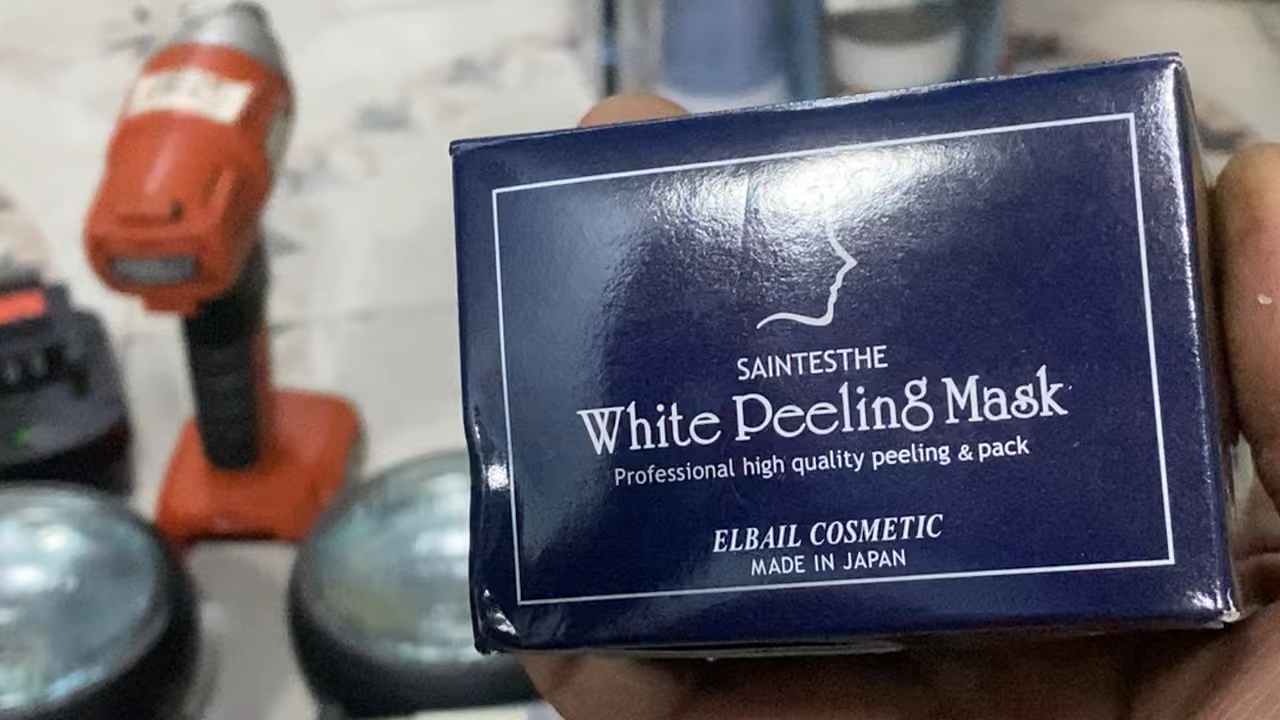 SAINTESTHE
White Peeling Mask
Professional high quality peeling & pack
ELBAIL COSMETIC
MADE IN JAPAN